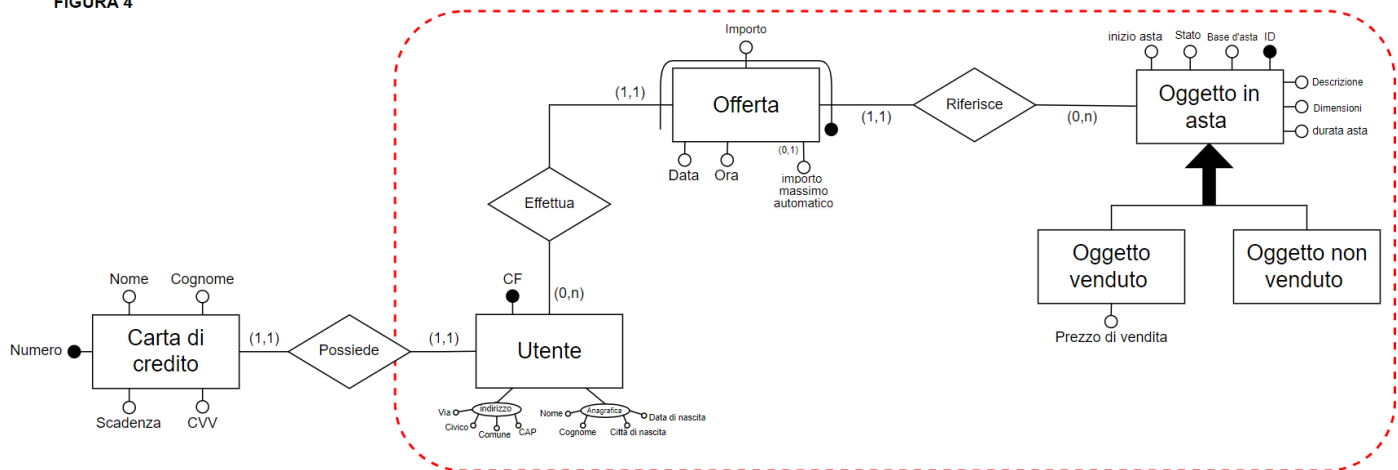 FIGURA 4
Importo
inizio asta
Stato
Base d'asta
ID
(1,1)
Offerta
(1,1)
Riferisce
(0,n)
Oggetto in
asta
Descrizione
Dimensioni
durata asta
Data
Ora
(0,1)
importo
massimo
automatico
Effettua
Oggetto
venduto
Oggetto non
venduto
Prezzo di vendita
Nome
Cognome
CF
(0,n)
Numero
Carta di
credito
(1,1)
Possiede
(1,1)
Utente
Scadenza
CVV
Via
indirizzo
Civico
Comune
CAP
Nome
Anagrafica
Data di nascita
Cognome
Città di nascita